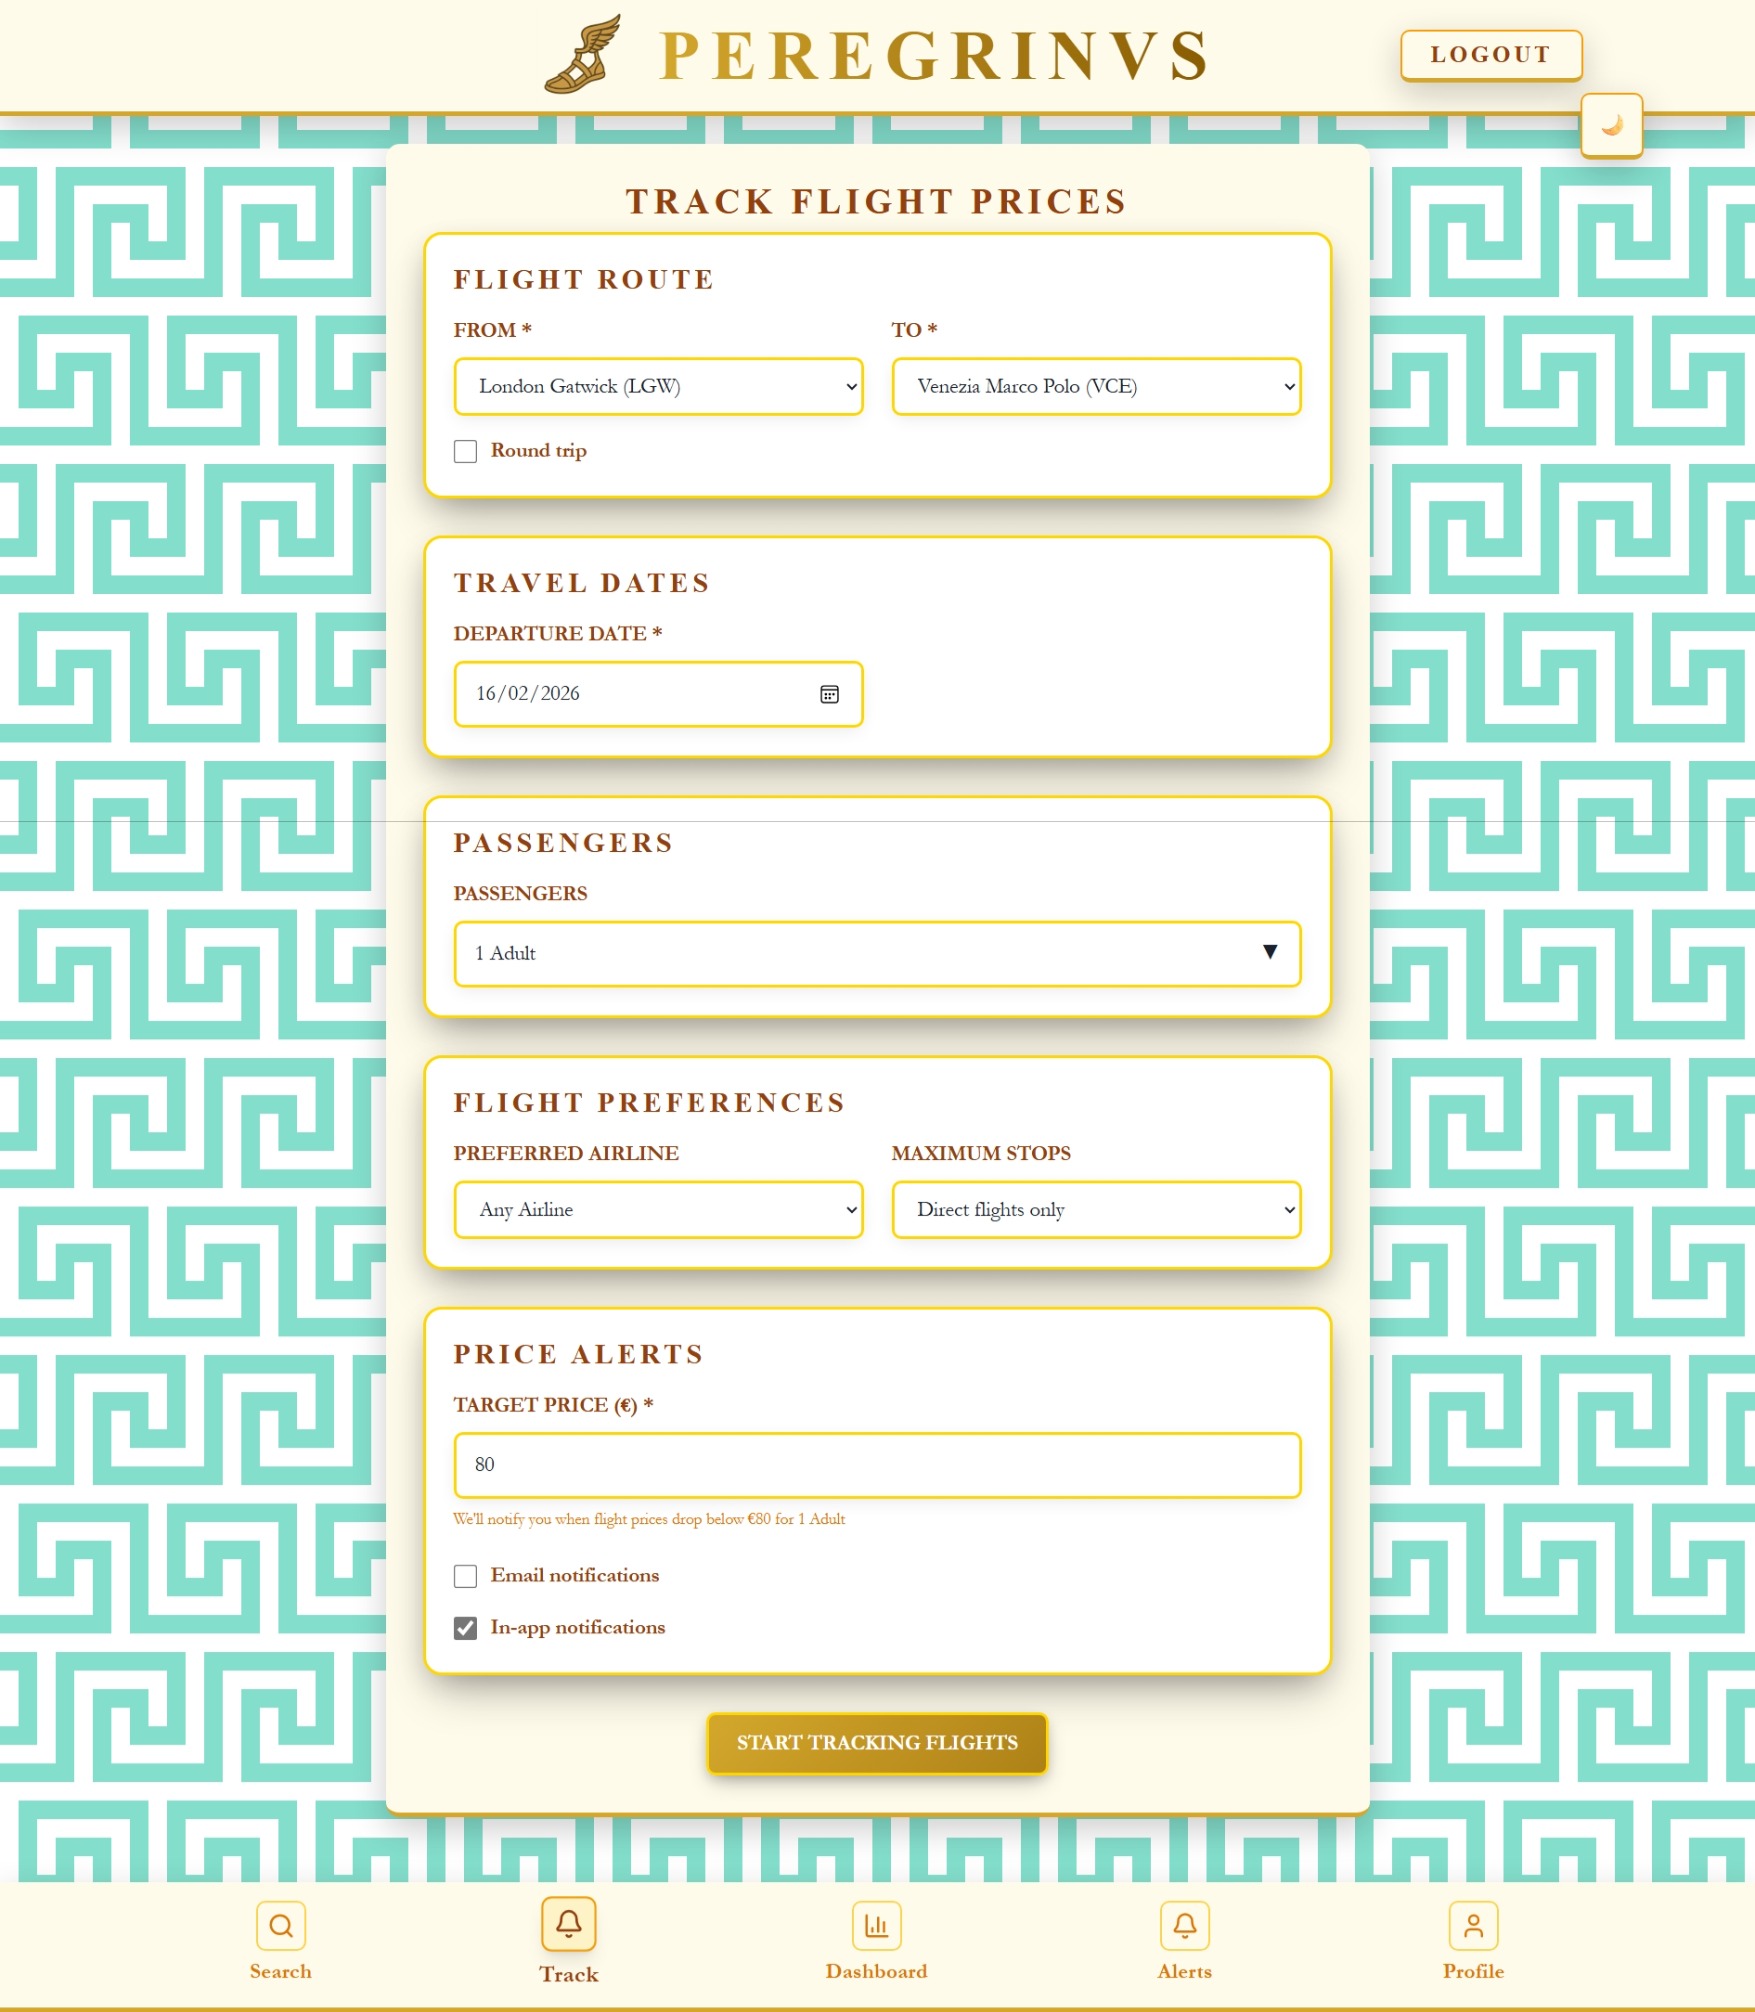 PEREGRINVS
LOGOUT
TRACK FLIGHT PRICES
FLIGHT ROUTE
FROM * TO *
London Gatwick (LGW) Venezia Marco Polo (VCE)
Round trip
TRAVEL DATES
DEPARTURE DATE *
16/02/2026
PASSENGERS
PASSENGERS
1 Adult
FLIGHT PREFERENCES
PREFERRED AIRLINE MAXIMUM STOPS
Any Airline Direct flights only
PRICE ALERTS
TARGET PRICE (€) *
80
We'll notify you when flight prices drop below €80 for 1 Adult
Email notifications
In-app notifications
START TRACKING FLIGHTS
Search Track Dashboard Alerts Profile